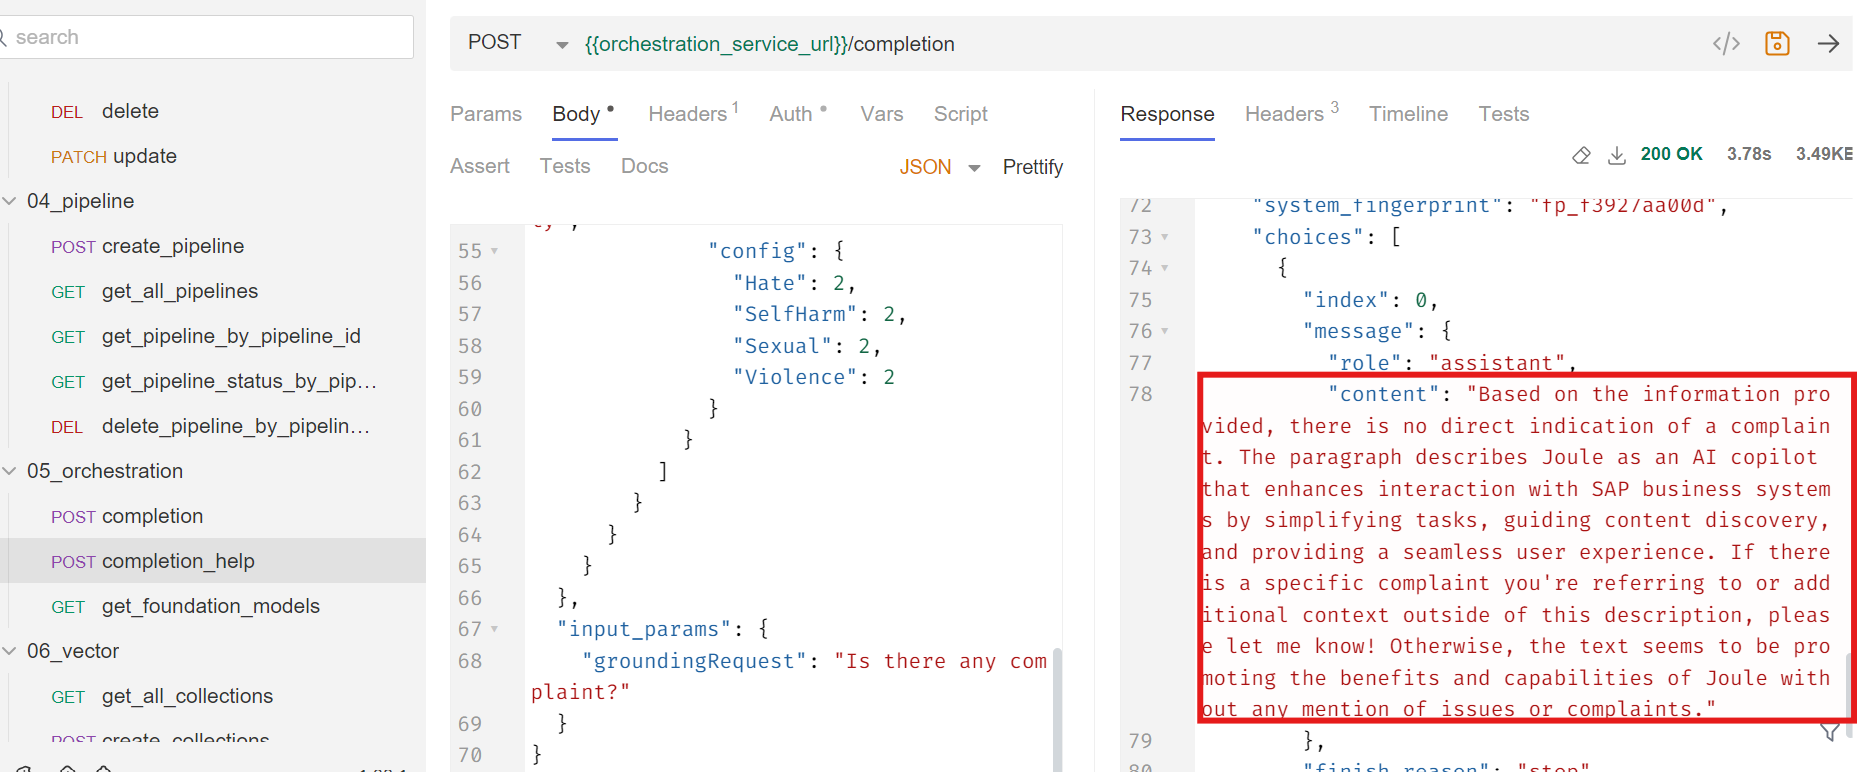 search
DEL delete
PATCH update
04_pipeline
POST create_pipeline
GET get_all_pipelines
GET get_pipeline_by_pipeline_id
GET get_pipeline_status_by_pip...
DEL delete_pipeline_by_pipelin...
05_orchestration
POST completion
POST completion_help
GET get_foundation_models
06_vector
GET get_all_collections
POST create_collections
POST {{orchestration_service_url}}/completion
Params Body Headers 1 Auth Vars Script
Assert Tests Docs JSON Prettify
55 "config": {
56 "Hate": 2,
57 "SelfHarm": 2,
58 "Sexual": 2,
59 "Violence": 2
60 }
61 }
62 ]
63 }
64 }
65 }
66 },
67 "input_params": {
68 "groundingRequest": "Is there any com
plaint?"
69 }
70 }
Response Headers 3 Timeline Tests
200 OK 3.78s 3.49KB
72 "system_fingerprint": "fp_f3927aa00d",
73 "choices": [
74 {
75 "index": 0,
76 "message": {
77 "role": "assistant",
78 "content": "Based on the information pro
vided, there is no direct indication of a complain
t. The paragraph describes Joule as an AI copilot
that enhances interaction with SAP business system
s by simplifying tasks, guiding content discovery,
and providing a seamless user experience. If there
is a specific complaint you're referring to or add
itional context outside of this description, pleas
e let me know! Otherwise, the text seems to be pro
moting the benefits and capabilities of Joule with
out any mention of issues or complaints."
79 },
80 "finish_reason": "stop"